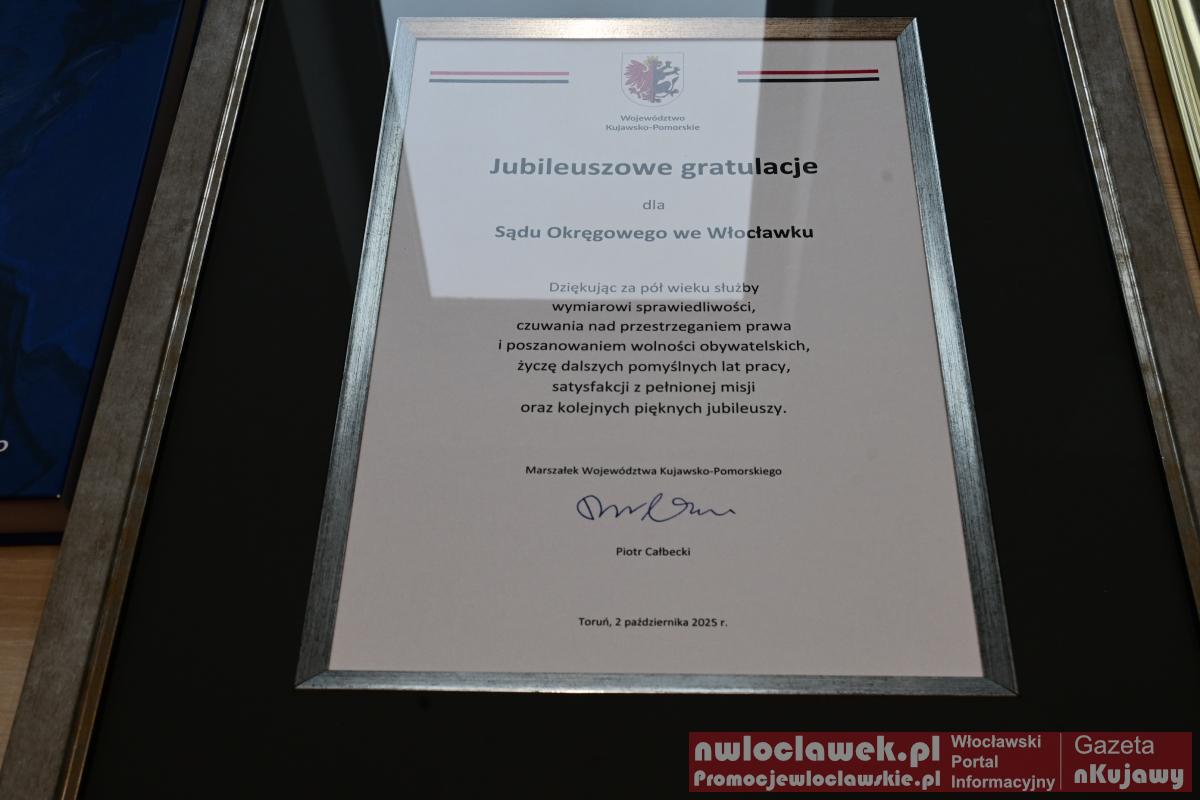 Województwo
Kujawsko-Pomorskie
Jubileuszowe gratulacje
dla
Sądu Okręgowego we Włocławku
Dziękując za pół wieku służby
wymiarowi sprawiedliwości,
czuwania nad przestrzeganiem prawa
i poszanowaniem wolności obywatelskich,
życzę dalszych pomyślnych lat pracy,
satysfakcji z pełnionej misji
oraz kolejnych pięknych jubileuszy.
Marszałek Województwa Kujawsko-Pomorskiego
Piotr Całbecki
Toruń, 2 października 2025 r.
nwloclawek.pl
Promocjewloclawskie.pl
Włocławski
Portal
Informacyjny
Gazeta
nKujawy